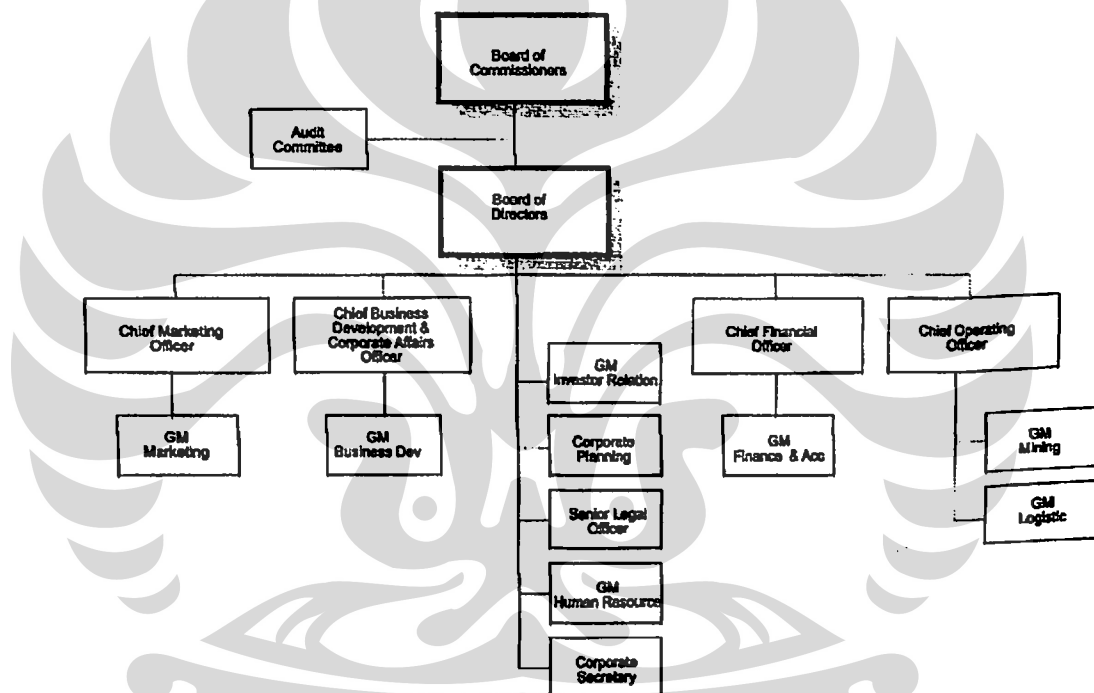 Board of
Commissioners
Audit
Committee
Board of
Directors
Chief Marketing
Officer
Chief Business
Development &
Corporate Affairs
Officer
Chief Financial
Officer
Chief Operating
Officer
GM
Investor Relation
GM
Marketing
GM
Business Dev
Corporate
Planning
GM
Finance & Acc
GM
Mining
Senior Legal
Officer
GM
Logistic
GM
Human Resource
Corporate
Secretary